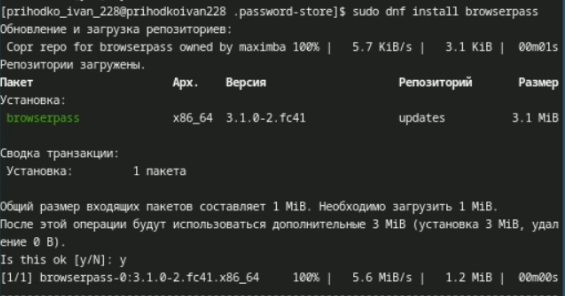 [prihodko_ivan_228@prihodkoivan228 .password-store]$ sudo dnf install browserpass
Обновление и загрузка репозиториев:
Copr repo for browserpass owned by maximba 100% | 5.7 KiB/s | 3.1 KiB | 00m01s
Репозитории загружены.
Пакет Арх. Версия Репозиторий Размер
Установка:
browserpass x86_64 3.1.0-2.fc41 updates 3.1 MiB
Сводка транзакции:
Установка: 1 пакета
Общий размер входящих пакетов составляет 1 MiB. Необходимо загрузить 1 MiB.
После этой операции будут использоваться дополнительные 3 MiB (установка 3 MiB, удал
ение 0 B).
Is this ok [y/N]: y
[1/1] browserpass-0:3.1.0-2.fc41.x86_64 100% | 5.6 MiB/s | 1.2 MiB | 00m00s